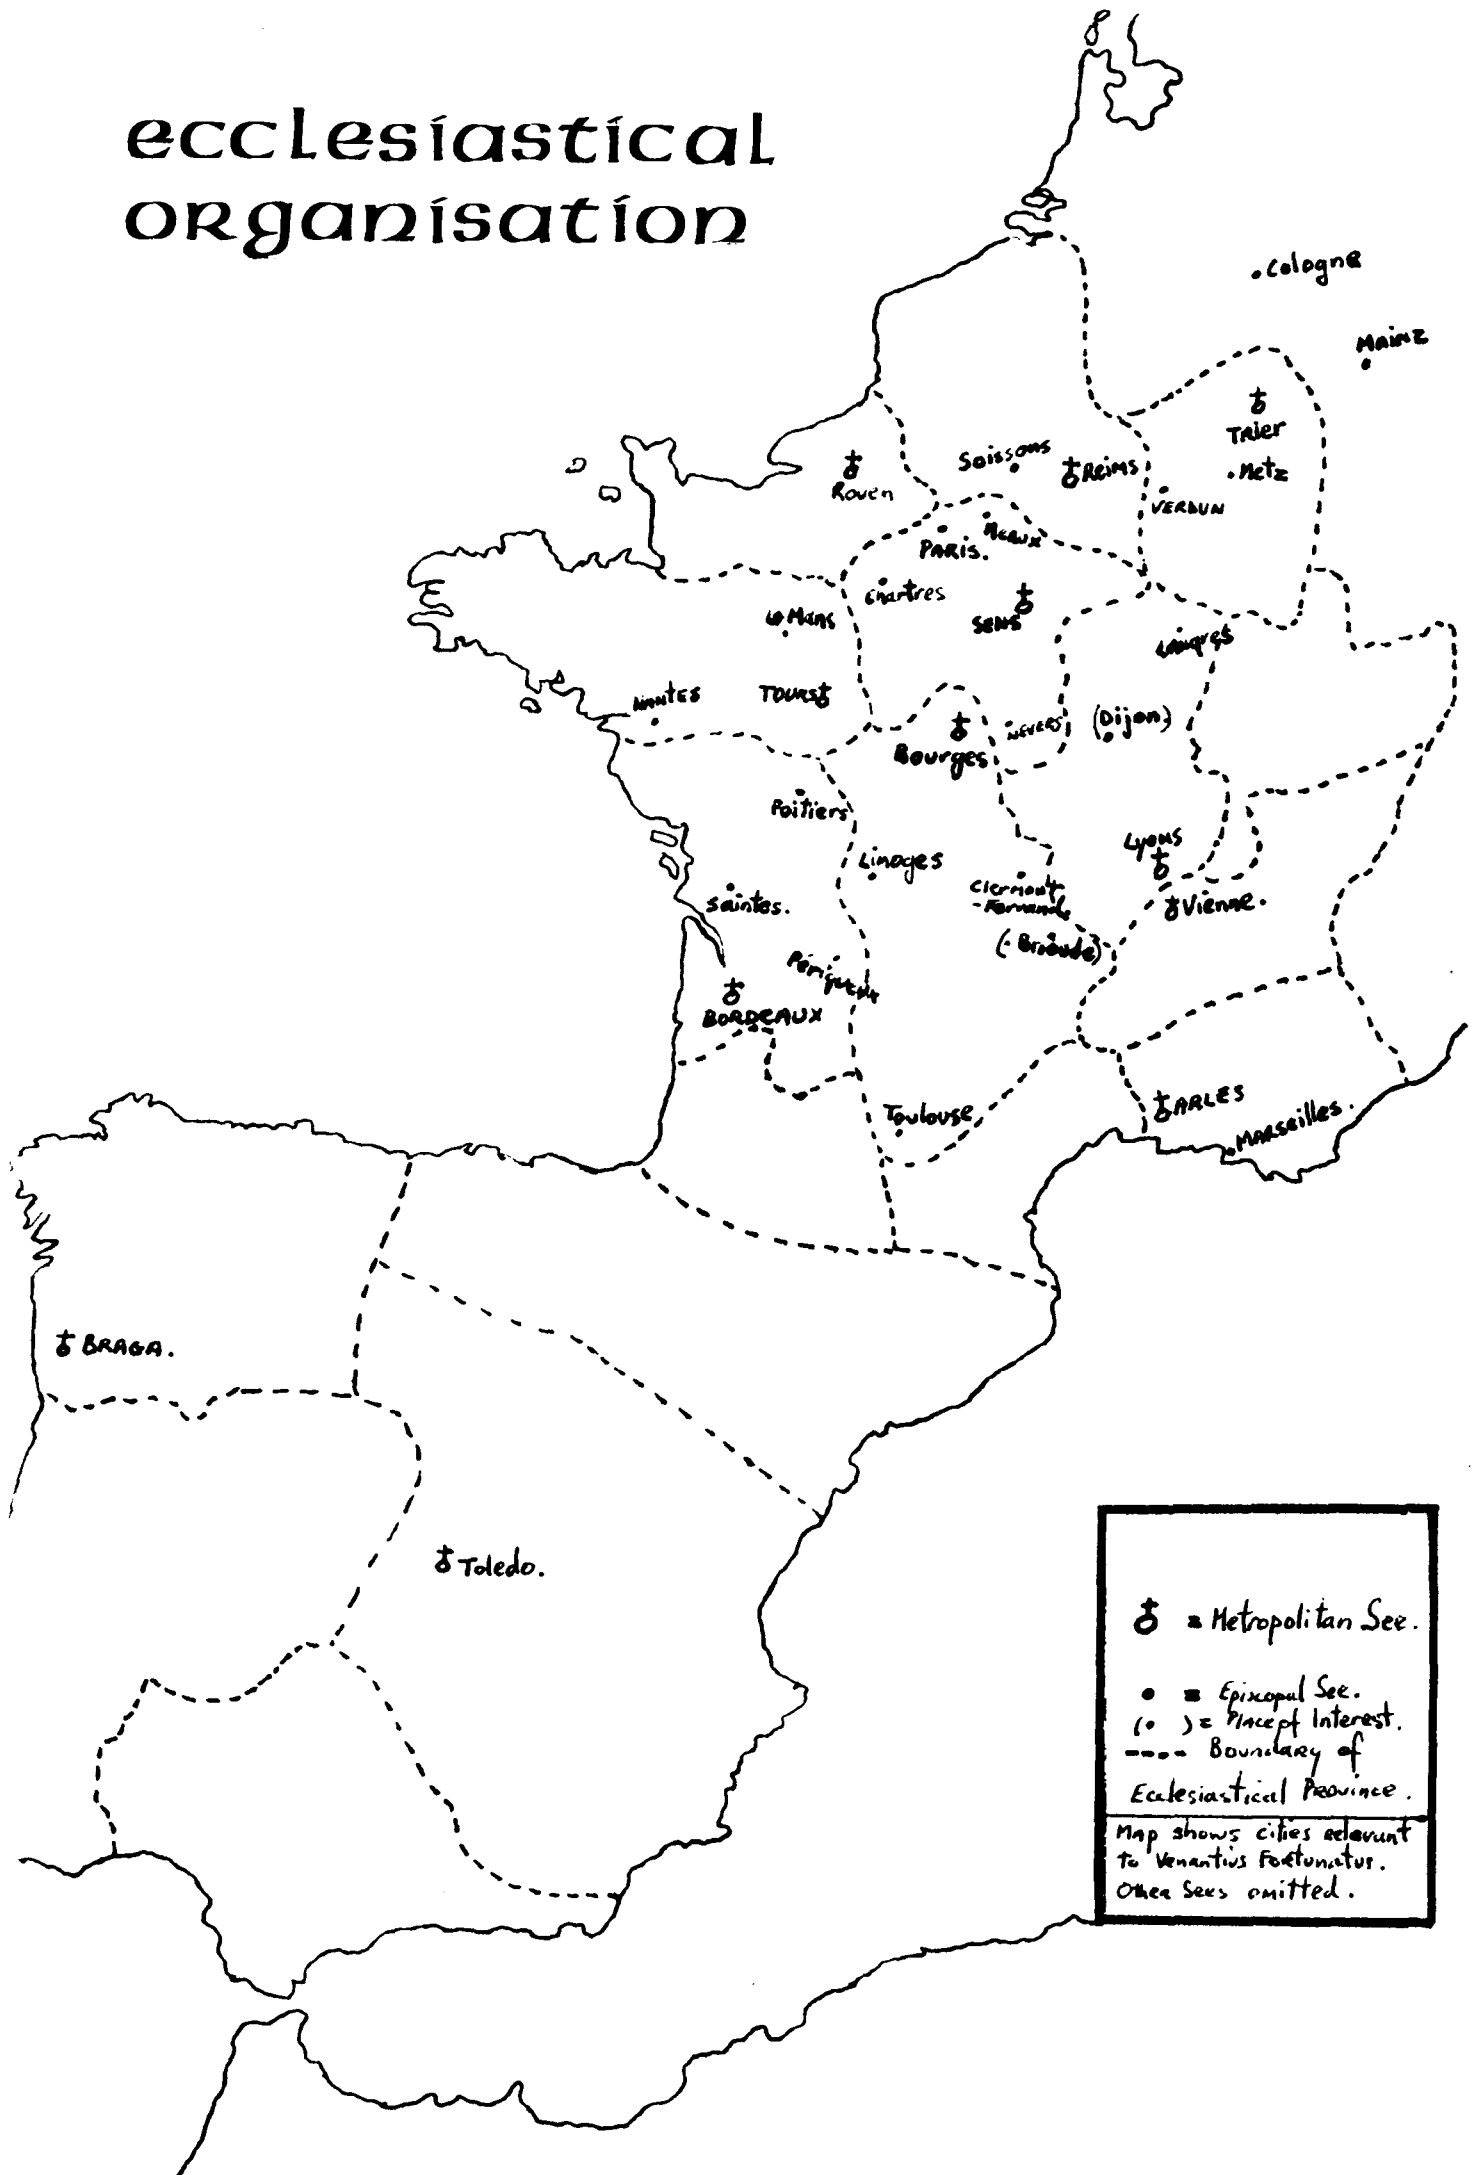 ecclesiastical
organisation
Cologne
Mainz
Trier
Metz
Soissons
Reims
VERDUN
Rouen
Meaux
PARIS.
Chartres
SENS
Le Mans
Langres
NANTES
TOURS
NEVERS
(Dijon)
Bourges
Poitiers
Lyons
Limoges
Clermont
-Ferrand
Saintes.
Vienne.
(Brioude)
Périgueux
BORDEAUX
ARLES
Toulouse
MARSEILLES.
BRAGA.
Toledo.
= Metropolitan See.
= Episcopal See.
( ) = Place of Interest.
---- Boundary of
Ecclesiastical Province.
Map shows cities relevant
to Venantius Fortunatus.
Other Sees omitted.